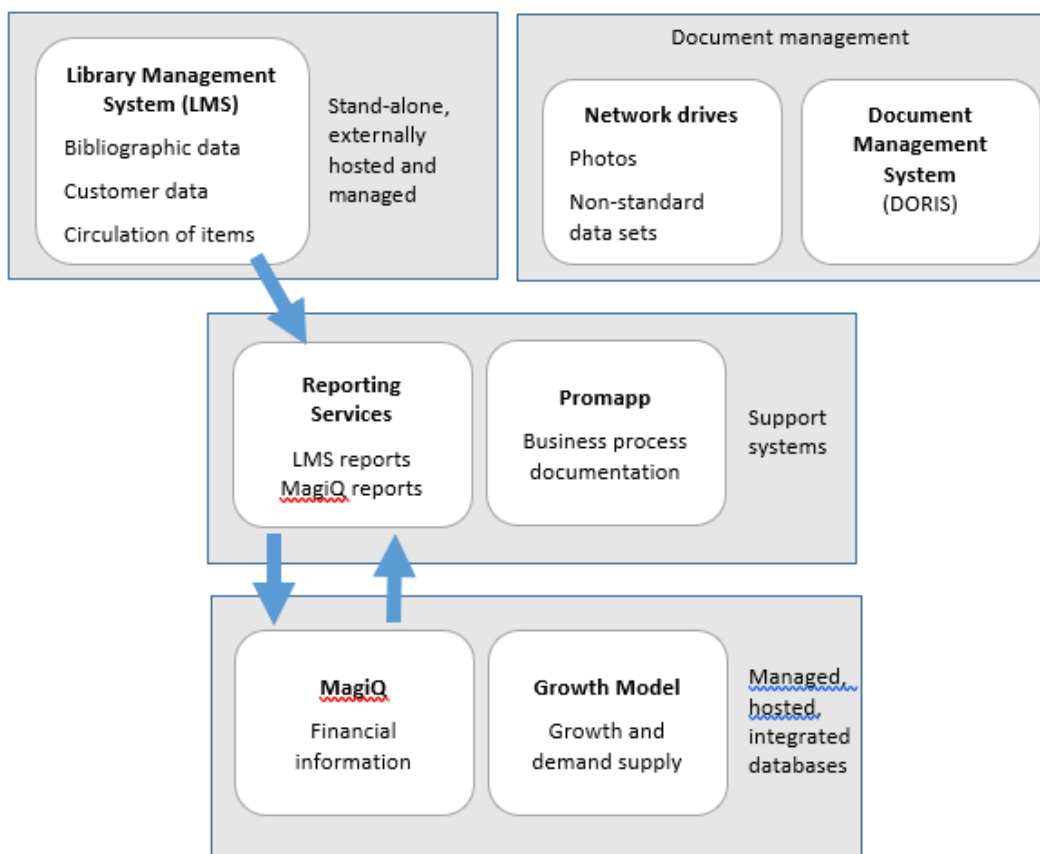 Library Management
System (LMS)
Bibliographic data
Customer data
Circulation of items
Stand-alone,
externally
hosted and
managed
Document management
Network drives
Photos
Non-standard
data sets
Document
Management
System
(DORIS)
Reporting
Services
LMS reports
MagiQ reports
Promapp
Business process
documentation
Support
systems
MagiQ
Financial
information
Growth Model
Growth and
demand supply
Managed,
hosted,
integrated
databases